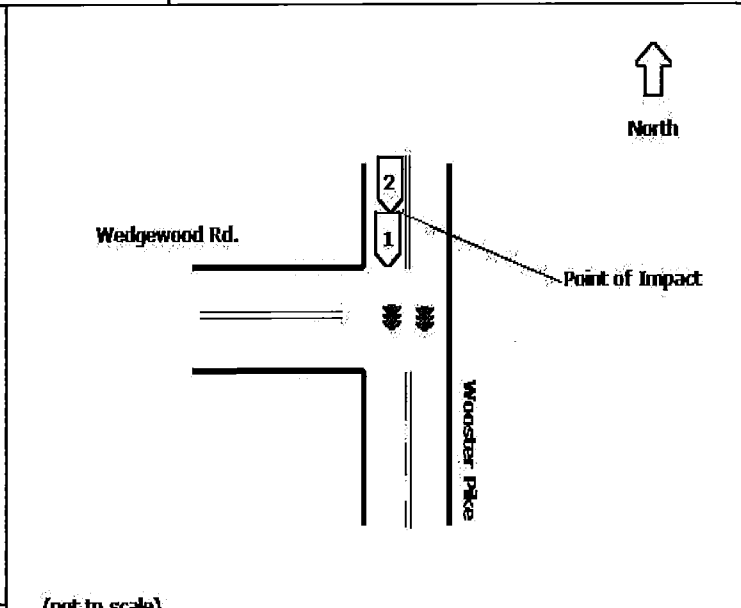 North
2
Wedgewood Rd.
1
Point of Impact
Wooster Pike
(not to scale)